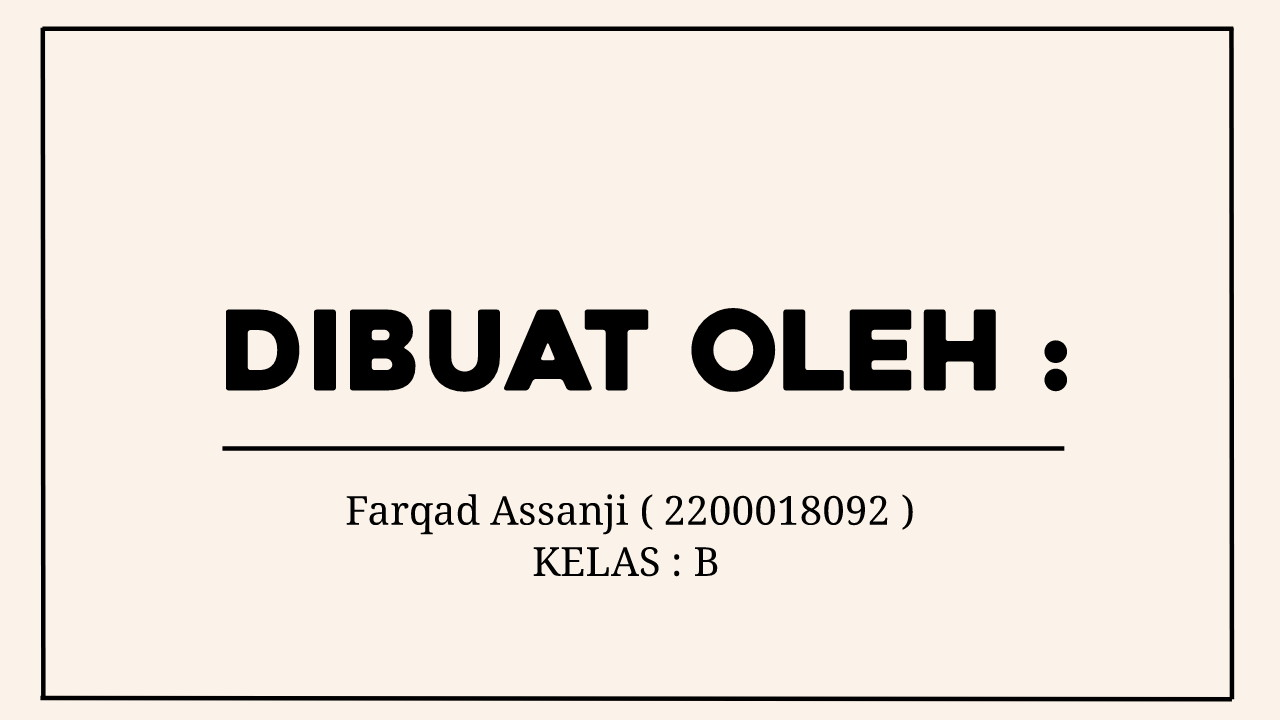 DIBUAT OLEH :
Farqad Assanji ( 2200018092 )
KELAS : B